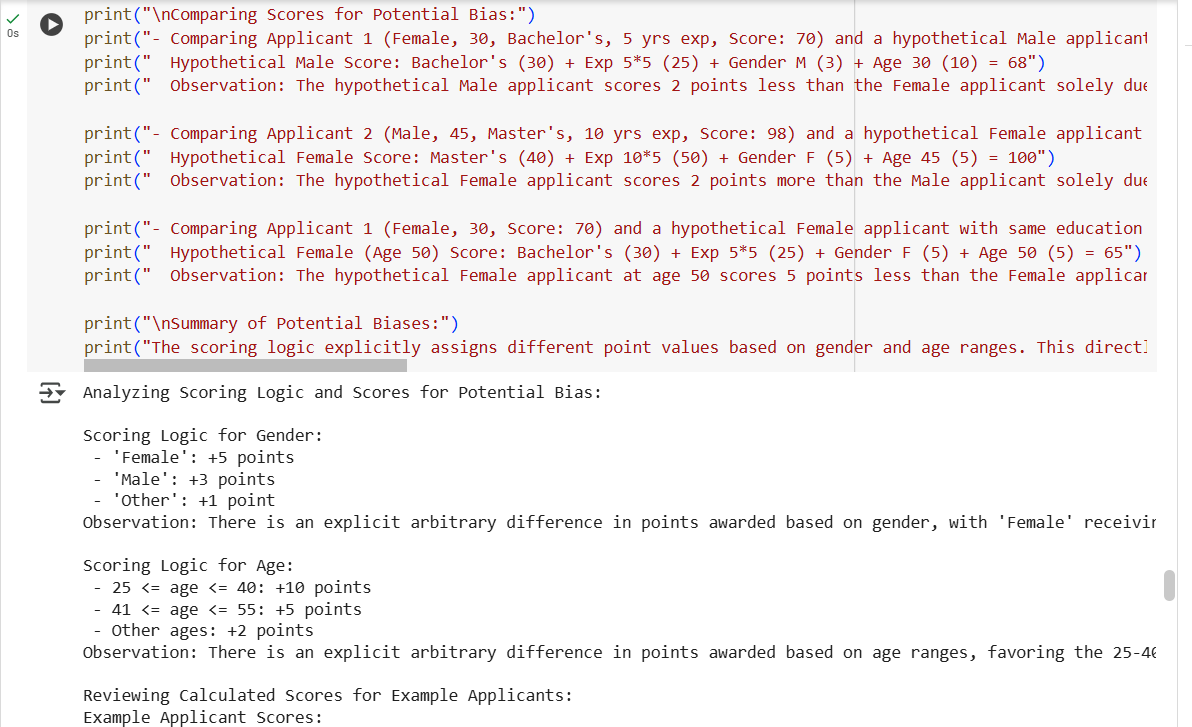 0s
print("\nComparing Scores for Potential Bias:")
print("- Comparing Applicant 1 (Female, 30, Bachelor's, 5 yrs exp, Score: 70) and a hypothetical Male applicant
print("  Hypothetical Male Score: Bachelor's (30) + Exp 5*5 (25) + Gender M (3) + Age 30 (10) = 68")
print("  Observation: The hypothetical Male applicant scores 2 points less than the Female applicant solely due
print("- Comparing Applicant 2 (Male, 45, Master's, 10 yrs exp, Score: 98) and a hypothetical Female applicant
print("  Hypothetical Female Score: Master's (40) + Exp 10*5 (50) + Gender F (5) + Age 45 (5) = 100")
print("  Observation: The hypothetical Female applicant scores 2 points more than the Male applicant solely due
print("- Comparing Applicant 1 (Female, 30, Score: 70) and a hypothetical Female applicant with same education
print("  Hypothetical Female (Age 50) Score: Bachelor's (30) + Exp 5*5 (25) + Gender F (5) + Age 50 (5) = 65")
print("  Observation: The hypothetical Female applicant at age 50 scores 5 points less than the Female
print("\nSummary of Potential Biases:")
print("The scoring logic explicitly assigns different point values based on gender and age ranges. This
Analyzing Scoring Logic and Scores for Potential Bias:
Scoring Logic for Gender:
- 'Female': +5 points
- 'Male': +3 points
- 'Other': +1 point
Observation: There is an explicit arbitrary difference in points awarded based on gender, with 'Female'
Scoring Logic for Age:
- 25 <= age <= 40: +10 points
- 41 <= age <= 55: +5 points
- Other ages: +2 points
Observation: There is an explicit arbitrary difference in points awarded based on age ranges, favoring the
Reviewing Calculated Scores for Example Applicants:
Example Applicant Scores: